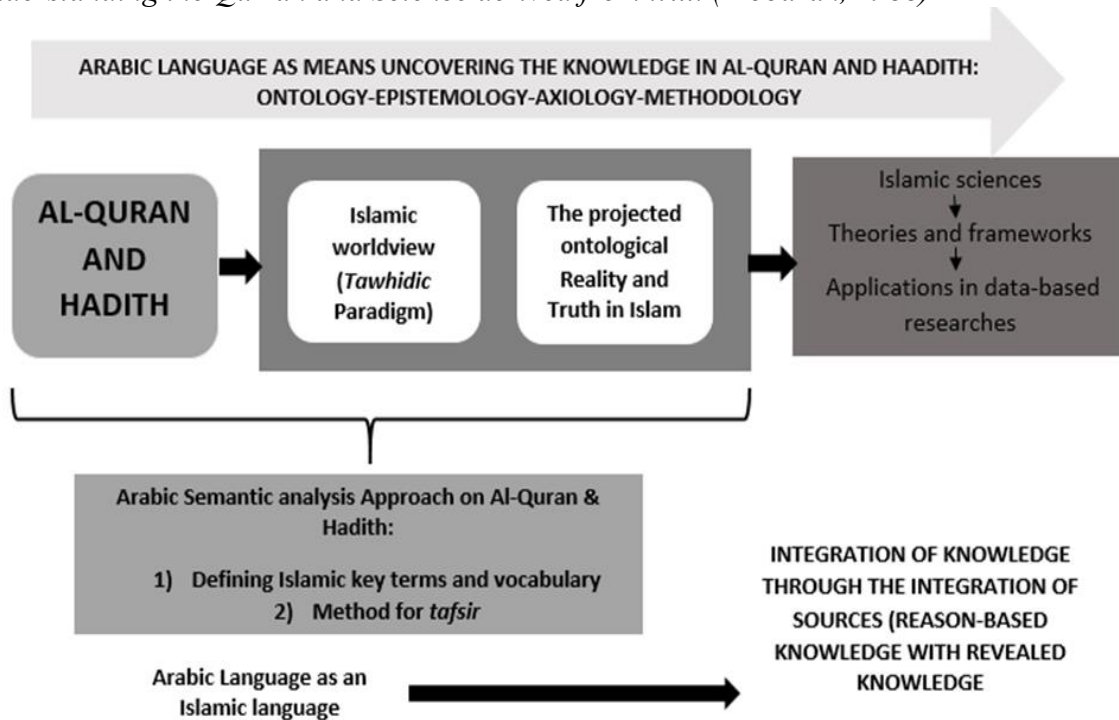 ARABIC LANGUAGE AS MEANS UNCOVERING THE KNOWLEDGE IN AL-QURAN AND HAADITH:
ONTOLOGY-EPISTEMOLOGY-AXIOLOGY-METHODOLOGY
AL-QURAN
AND
HADITH
Islamic
worldview
(Tawhidic
Paradigm)
The projected
ontological
Reality and
Truth in Islam
Islamic sciences
Theories and frameworks
Applications in data-based
researches
Arabic Semantic analysis Approach on Al-Quran &
Hadith:
1) Defining Islamic key terms and vocabulary
2) Method for tafsir
Arabic Language as an
Islamic language
INTEGRATION OF KNOWLEDGE
THROUGH THE INTEGRATION OF
SOURCES (REASON-BASED
KNOWLEDGE WITH REVEALED
KNOWLEDGE